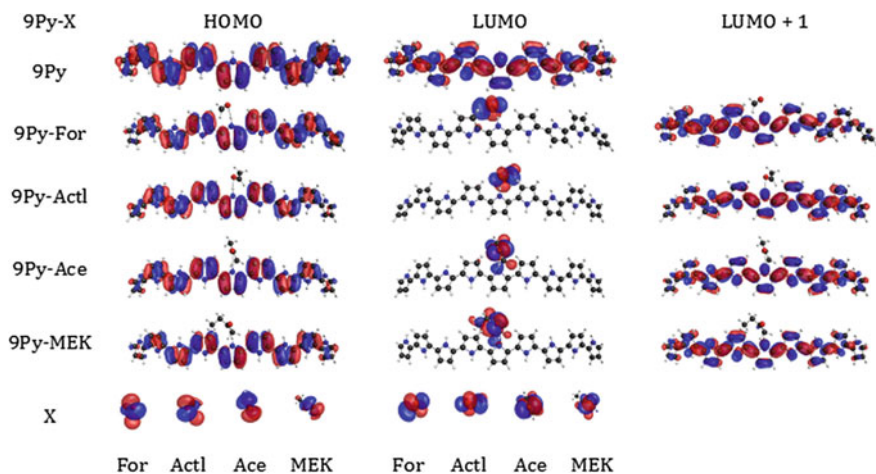 9Py-X HOMO LUMO LUMO + 1
9Py
9Py-For
9Py-Actl
9Py-Ace
9Py-MEK
X
For Actl Ace MEK For Actl Ace MEK